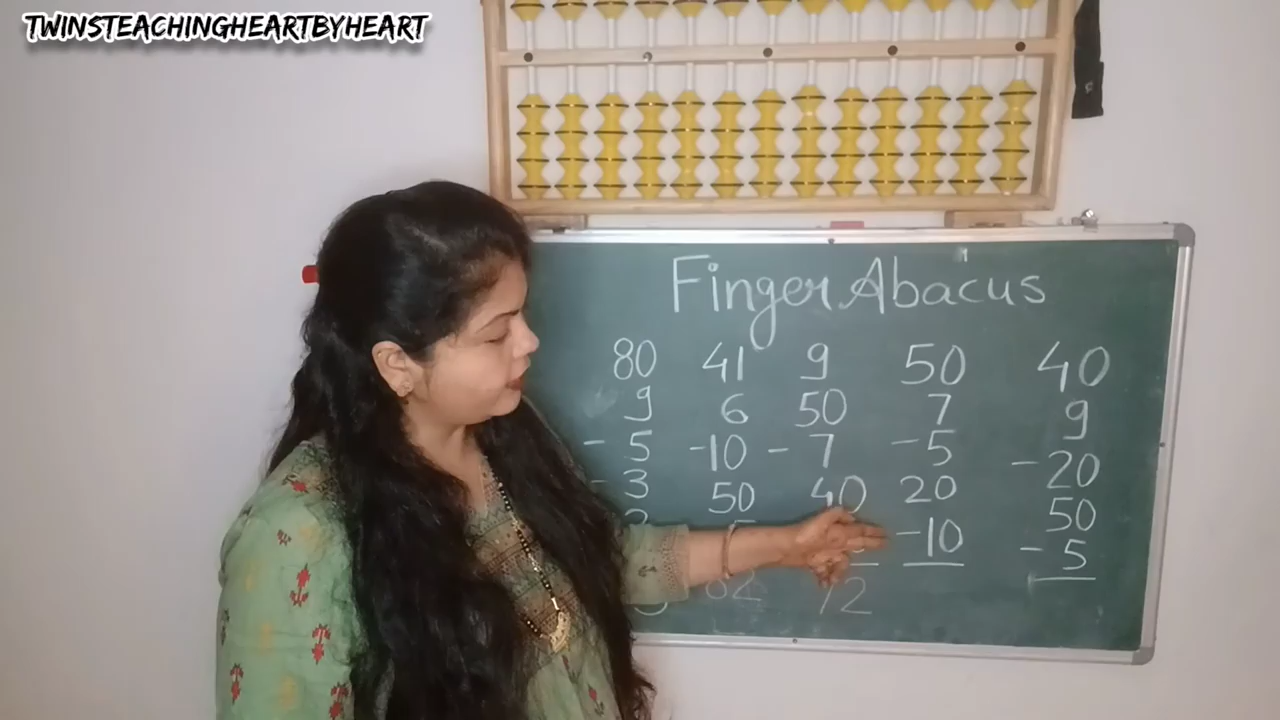 TWINSTEACHINGHEARTBYHEART
Finger Abacus
80 41 9 50 40
9 6 50 7 9
-5 -10 -7 -5 -20
-3 50 40 20 50
-10 -5
82 72